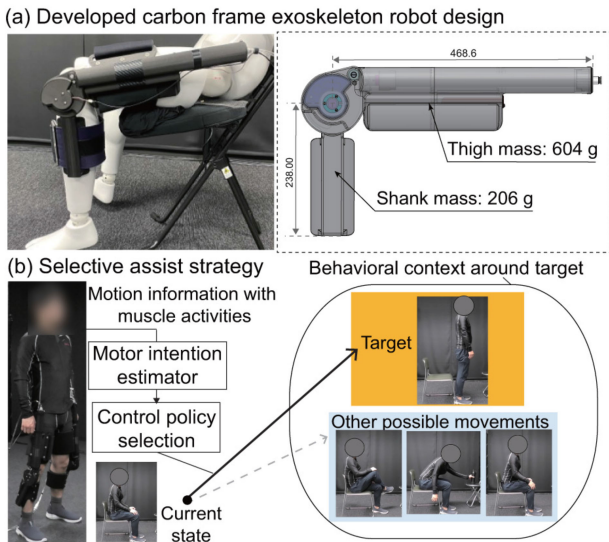 (a) Developed carbon frame exoskeleton robot design
468.6
238.00
Thigh mass: 604 g
Shank mass: 206 g
(b) Selective assist strategy
Behavioral context around target
Motion information with
muscle activities
Motor intention
estimator
Control policy
selection
Current
state
Target
Other possible movements